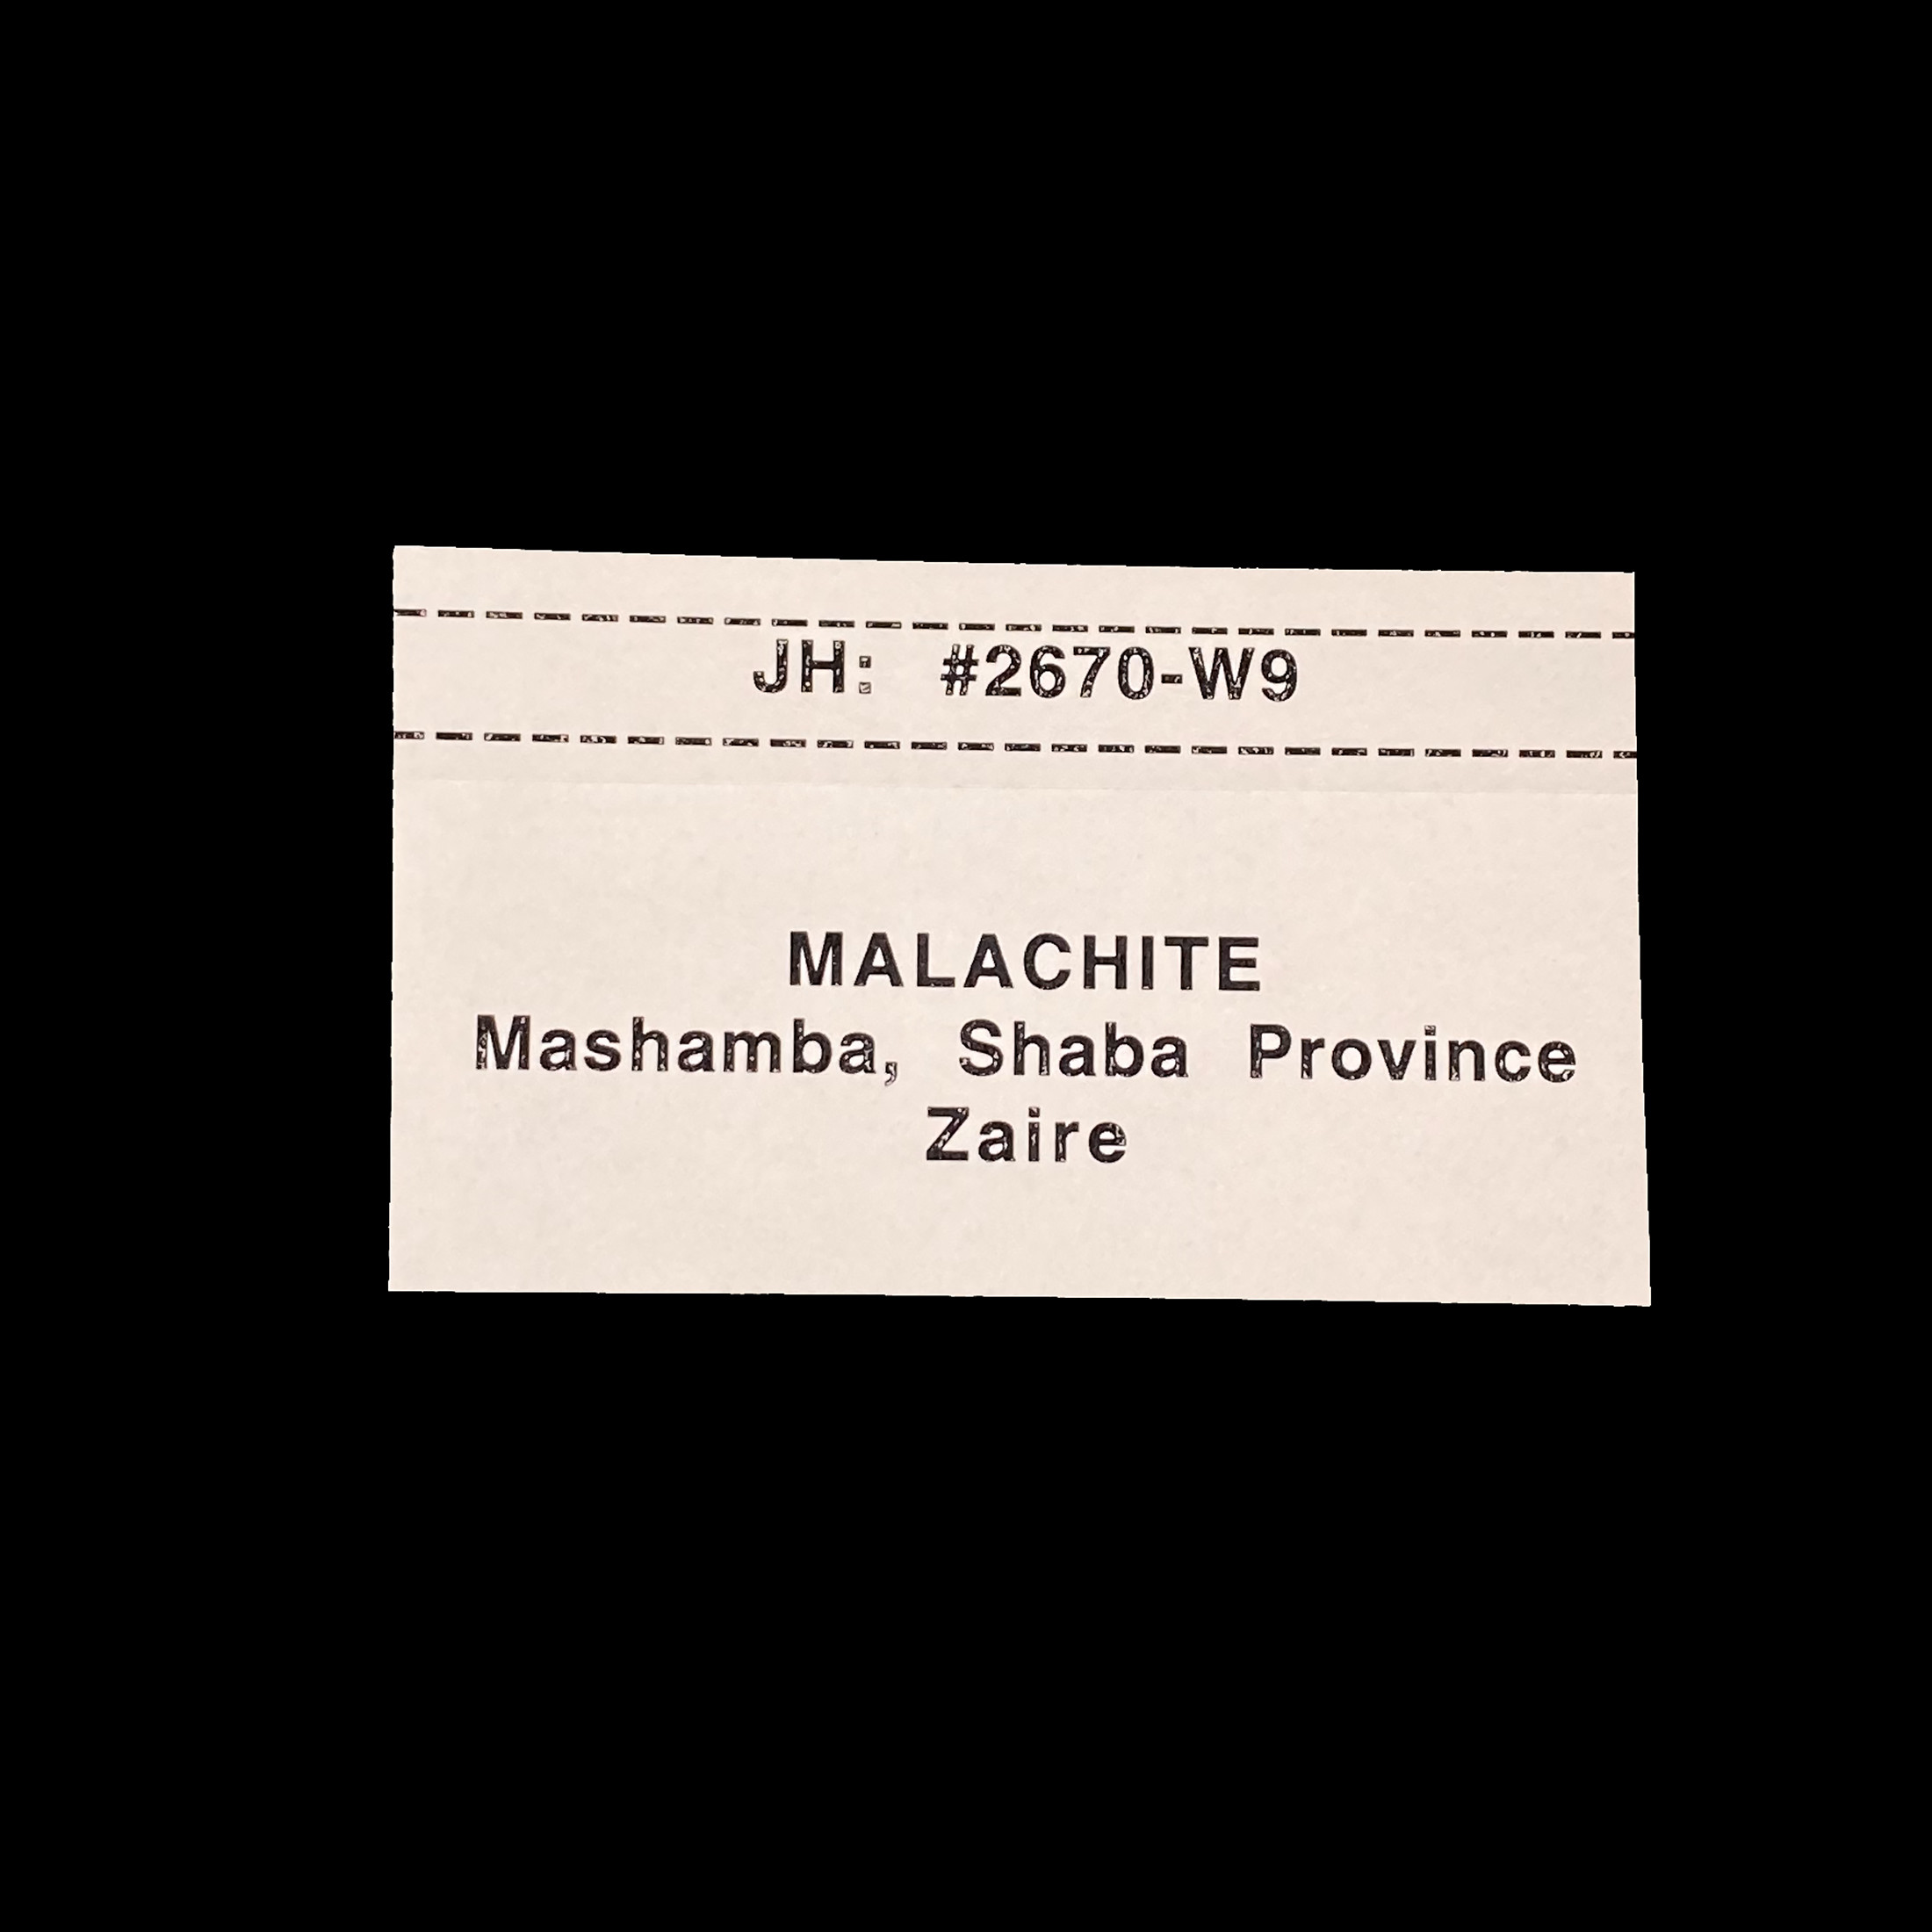 JH: #2670-W9
MALACHITE
Mashamba, Shaba Province
Zaire